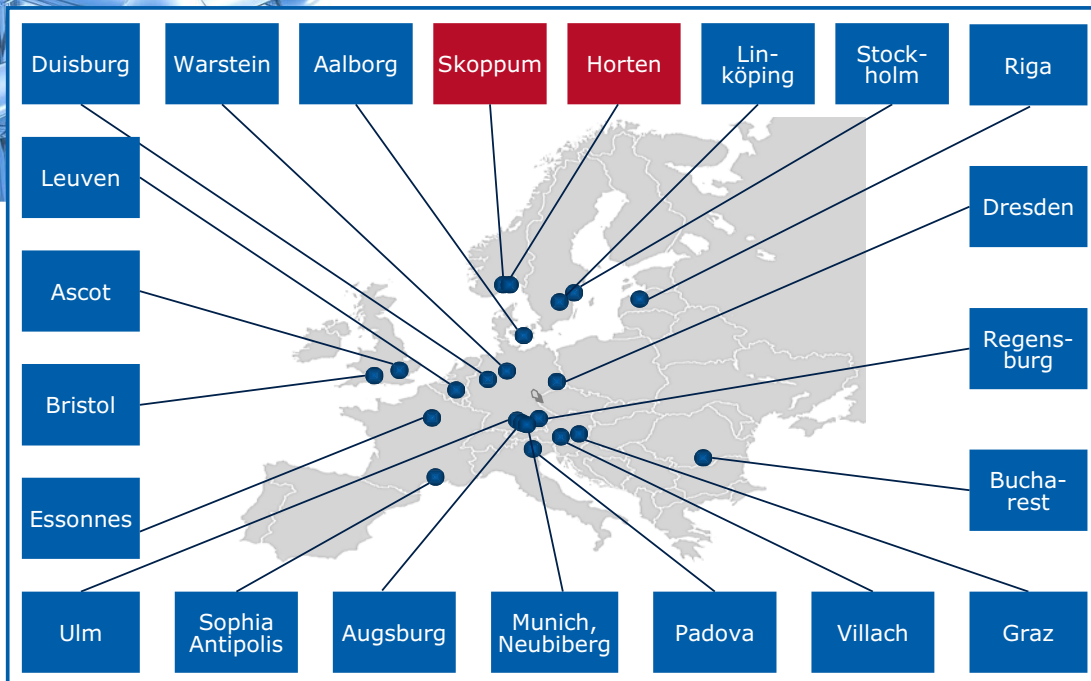 Duisburg
Warstein
Aalborg
Skoppum
Horten
Lin-
köping
Stock-
holm
Riga
Leuven
Dresden
Ascot
Regens-
burg
Bristol
Bucha-
rest
Essonnes
Ulm
Sophia
Antipolis
Augsburg
Munich,
Neubiberg
Padova
Villach
Graz